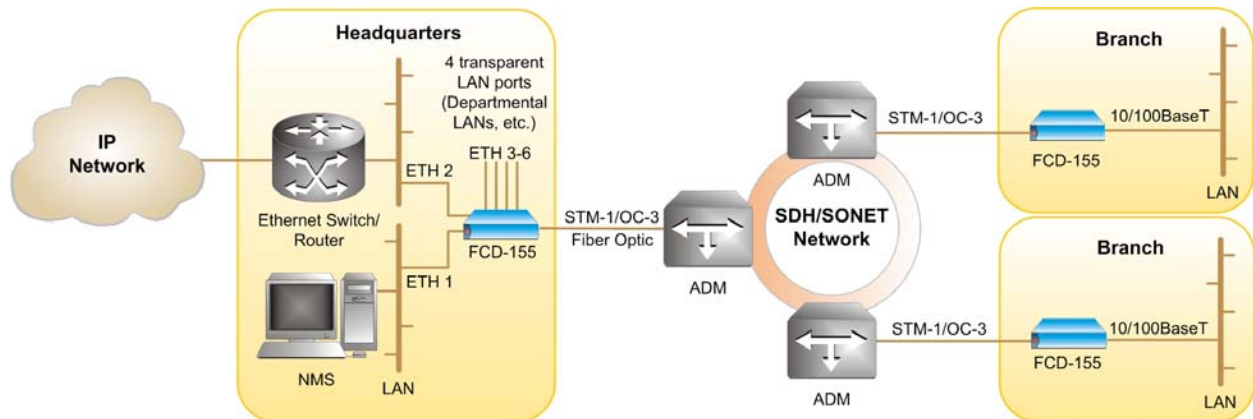 IP
Network
Headquarters
4 transparent
LAN ports
(Departmental
LANs, etc.)
ETH 3-6
ETH 2
Ethernet Switch/
Router
FCD-155
ETH 1
NMS
LAN
STM-1/OC-3
Fiber Optic
ADM
ADM
SDH/SONET
Network
ADM
STM-1/OC-3
STM-1/OC-3
Branch
10/100BaseT
FCD-155
LAN
Branch
10/100BaseT
FCD-155
LAN